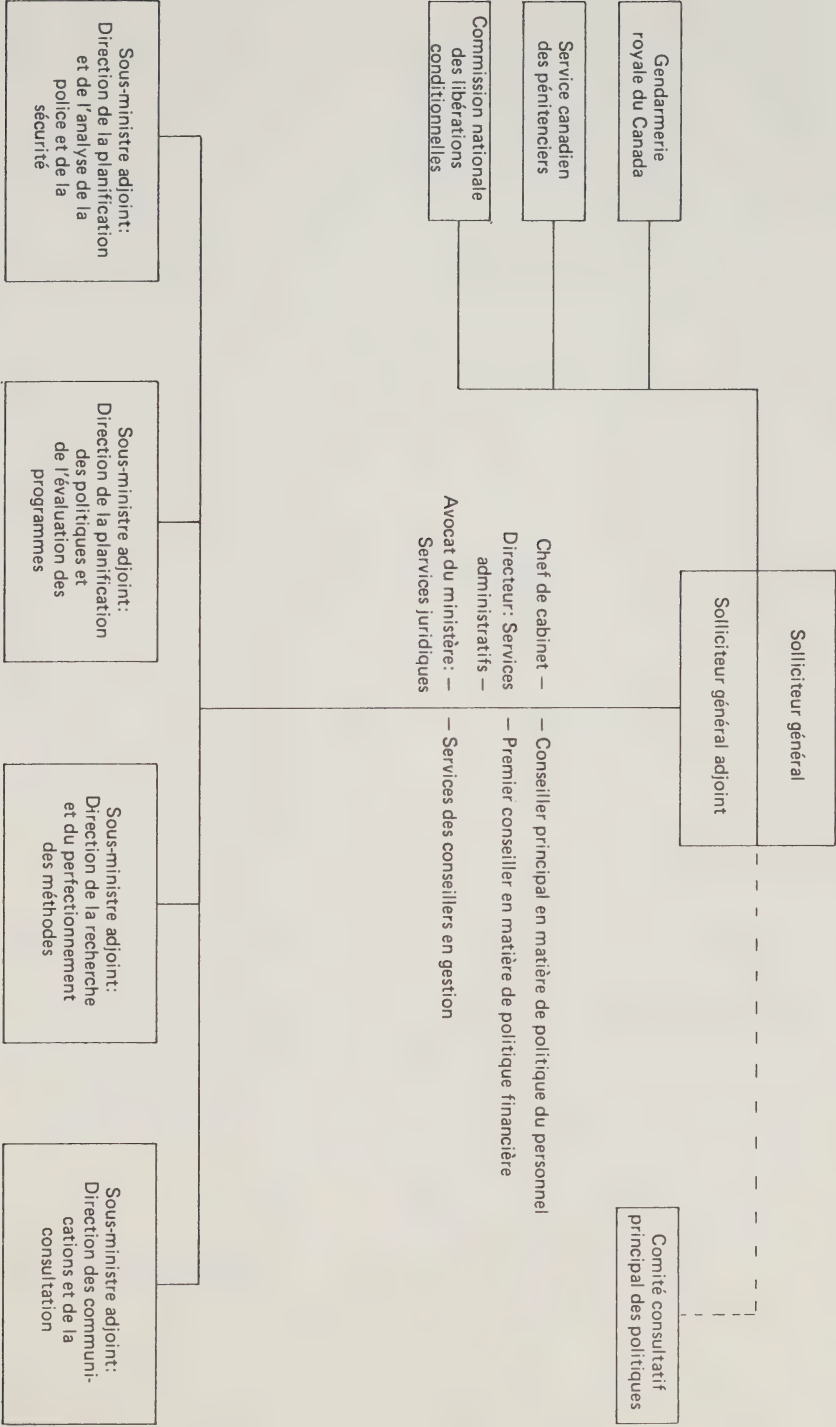 Solliciteur général
Solliciteur général adjoint
Comité consultatif
principal des politiques
Gendarmerie
royale du Canada
Service canadien
des pénitenciers
Commission nationale
des libérations
conditionnelles
Chef de cabinet —
Directeur: Services
administratifs —
Avocat du ministère: —
Services juridiques
— Conseiller principal en matière de politique du personnel
— Premier conseiller en matière de politique financière
— Services des conseillers en gestion
Sous-ministre adjoint:
Direction de la planification
et de l'analyse de la
police et de la
sécurité
Sous-ministre adjoint:
Direction de la planification
des politiques et
de l'évaluation des
programmes
Sous-ministre adjoint:
Direction de la recherche
et du perfectionnement
des méthodes
Sous-ministre adjoint:
Direction des communi-
cations et de la
consultation